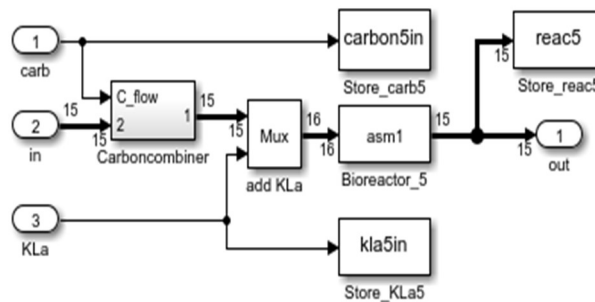 1
carb
carbon5in
Store_carb5
reac5
Store_reac5
15
C_flow
2
1
Carboncombiner
15
15
2
in
15
15
Mux
add KLa
16
16
asm1
Bioreactor_5
15
15
1
out
3
KLa
kla5in
Store_KLa5